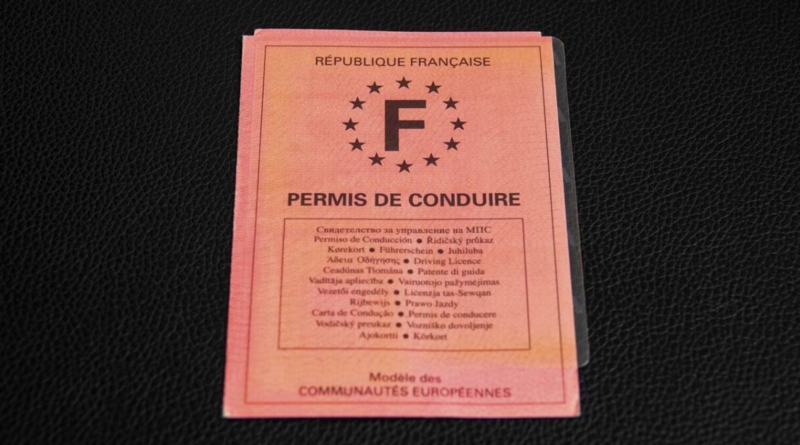 RÉPUBLIQUE FRANÇAISE
F
PERMIS DE CONDUIRE
Свидетелство за управление на МПС
Permiso de Conducción ● Řidičský průkaz
Kørekort ● Führerschein ● Juhiluba
Άδεια Οδήγησης ● Driving Licence
Ceadúnas Tiomána ● Patente di guida
Vadītāja apliecība ● Vairuotojo pažymėjimas
Vezetői engedély ● Liċenzja tas-Sewqan
Rijbewijs ● Prawo Jazdy
Carta de Condução ● Permis de conducere
Vodičský preukaz ● Vozniško dovoljenje
Ajokortti ● Körkort
Modèle des
COMMUNAUTÉS EUROPÉENNES